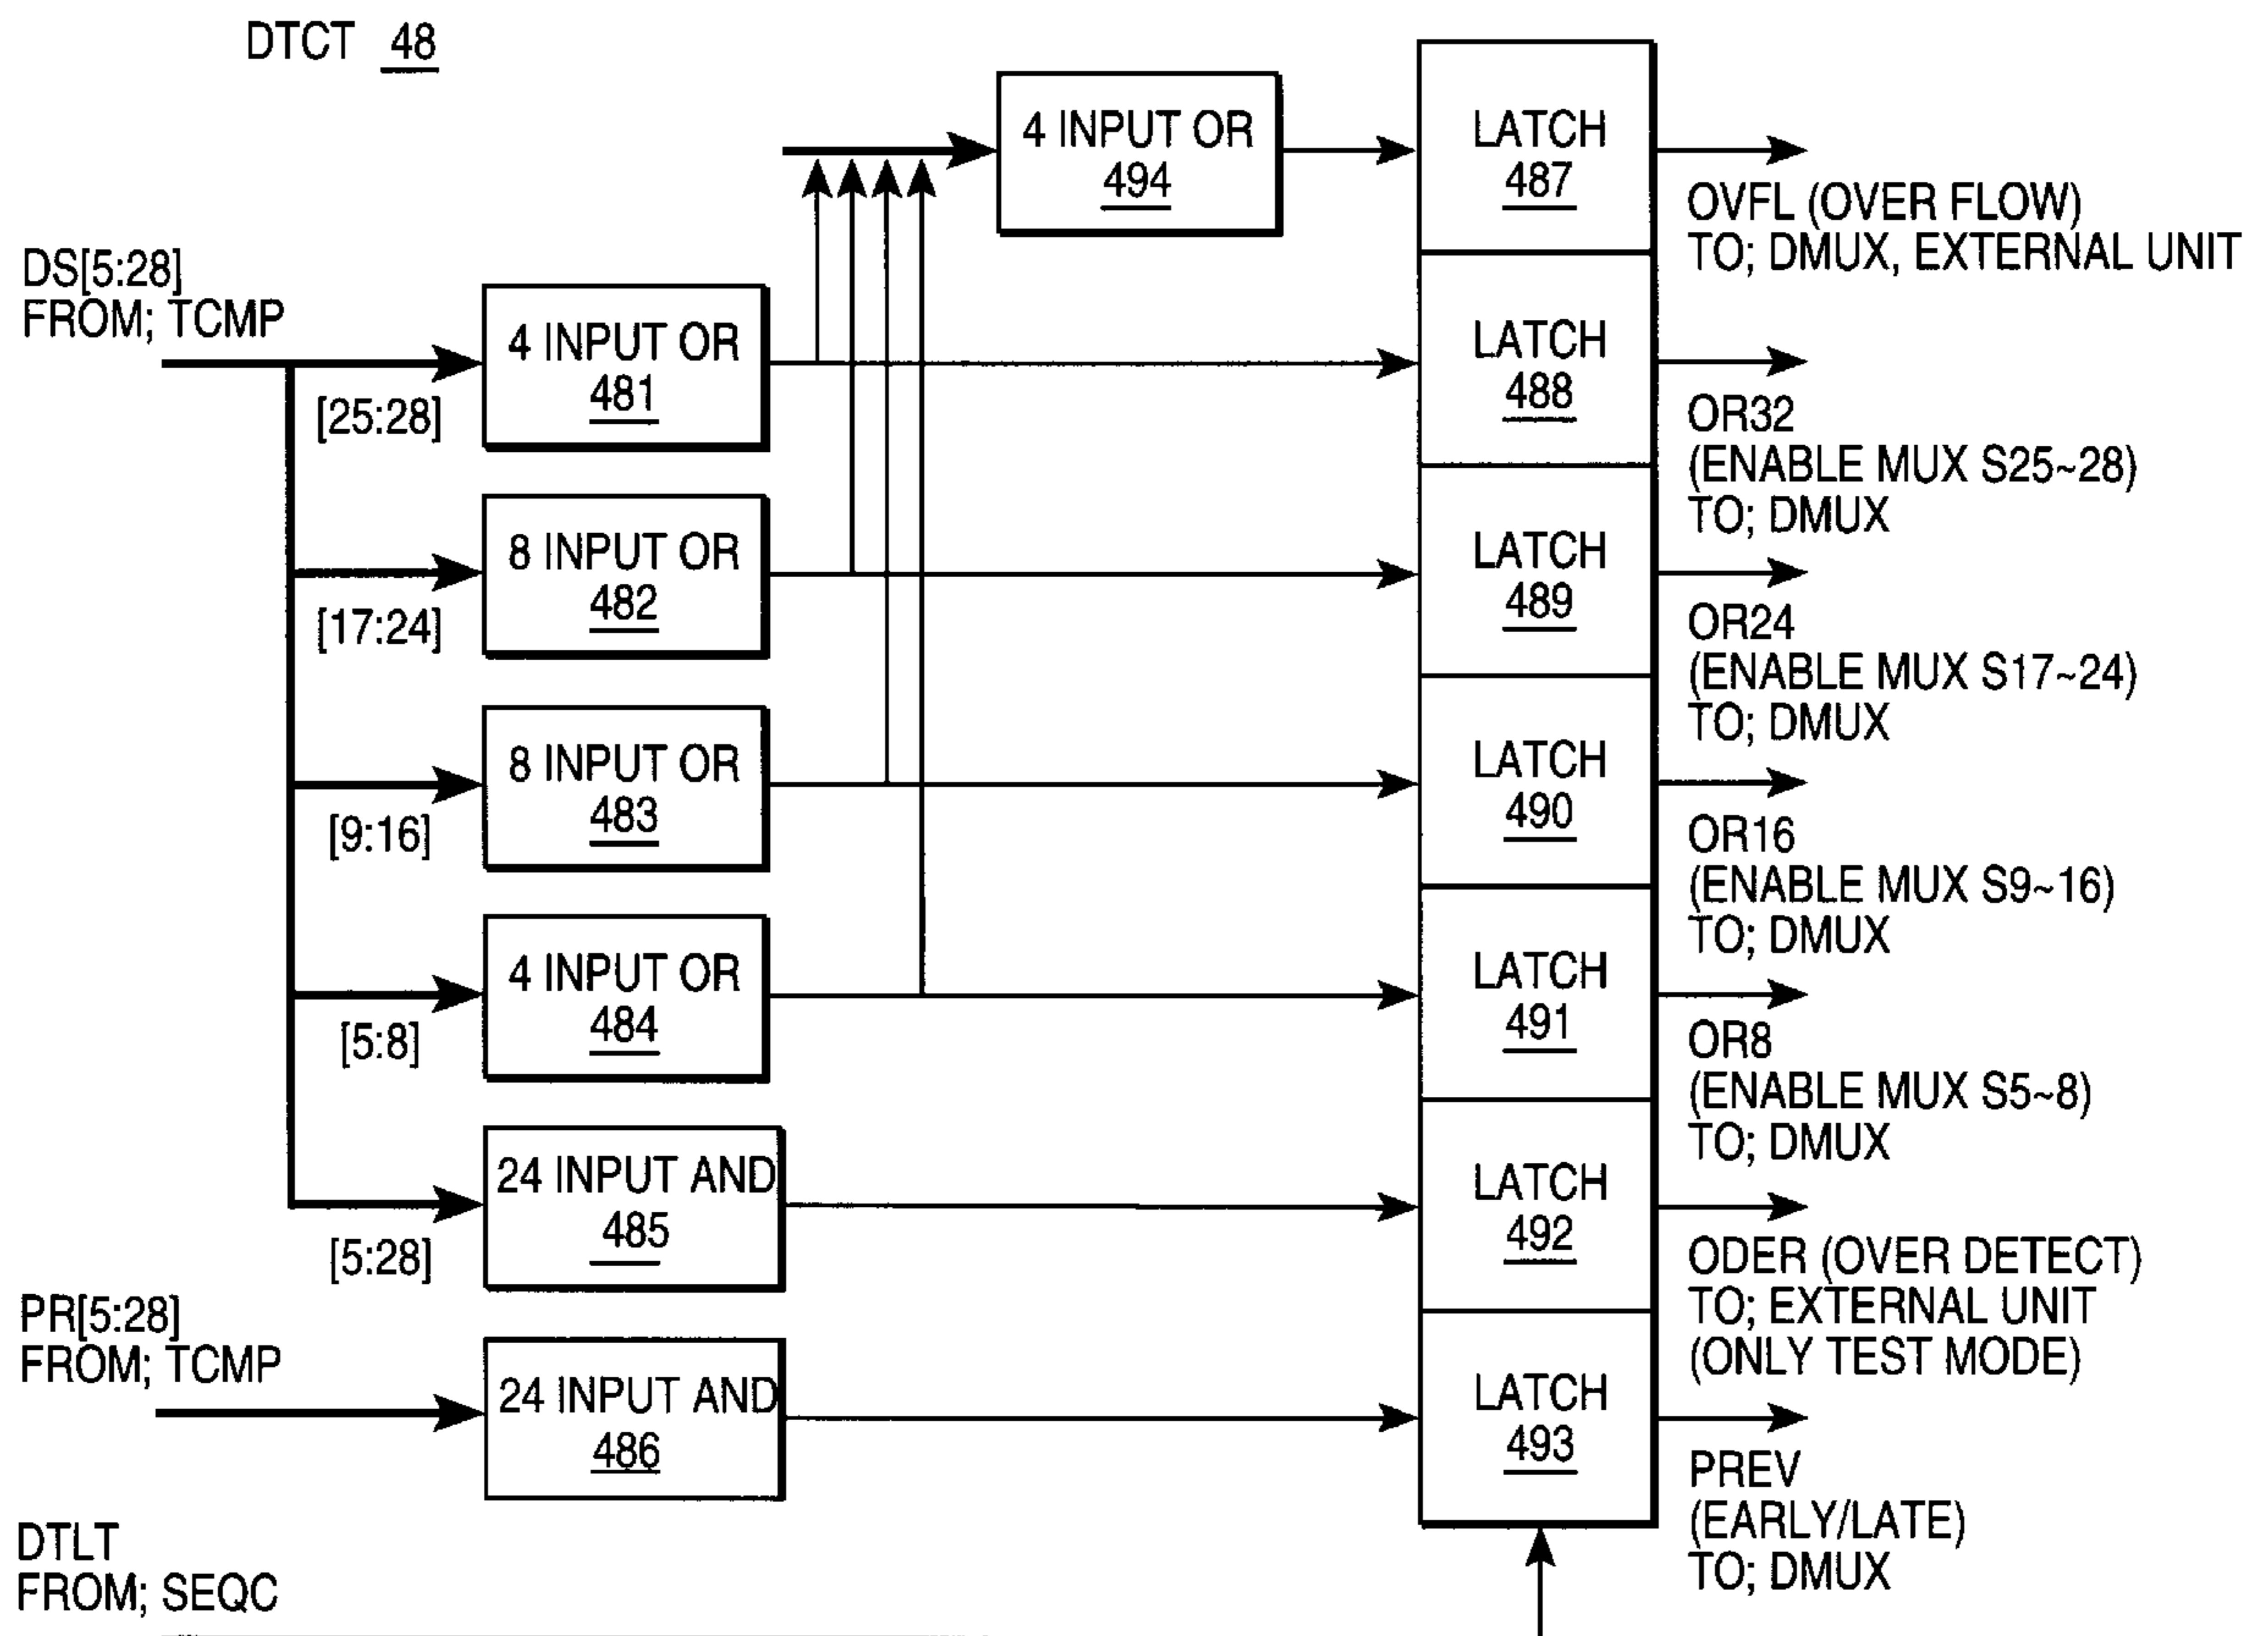 DTCT 48
4 INPUT OR
494
LATCH
487
OVFL (OVER FLOW)
TO; DMUX, EXTERNAL UNIT
DS[5:28]
FROM; TCMP
[25:28]
4 INPUT OR
481
LATCH
488
OR32
(ENABLE MUX S25~28)
TO; DMUX
[17:24]
8 INPUT OR
482
LATCH
489
OR24
(ENABLE MUX S17~24)
TO; DMUX
[9:16]
8 INPUT OR
483
LATCH
490
OR16
(ENABLE MUX S9~16)
TO; DMUX
[5:8]
4 INPUT OR
484
LATCH
491
OR8
(ENABLE MUX S5~8)
TO; DMUX
[5:28]
24 INPUT AND
485
LATCH
492
ODER (OVER DETECT)
TO; EXTERNAL UNIT
(ONLY TEST MODE)
PR[5:28]
FROM; TCMP
24 INPUT AND
486
LATCH
493
PREV
(EARLY/LATE)
TO; DMUX
DTLT
FROM; SEQC